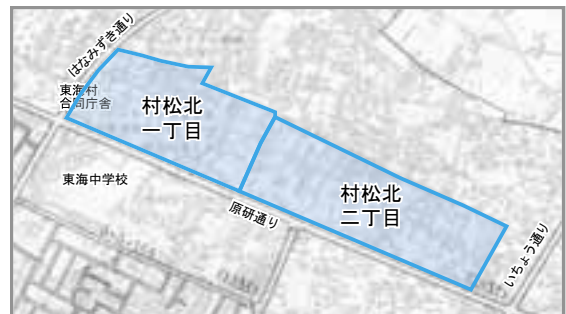 はなみずき通り
東海村
合同庁舎
村松北
一丁目
東海中学校
原研通り
村松北
二丁目
いちょう通り